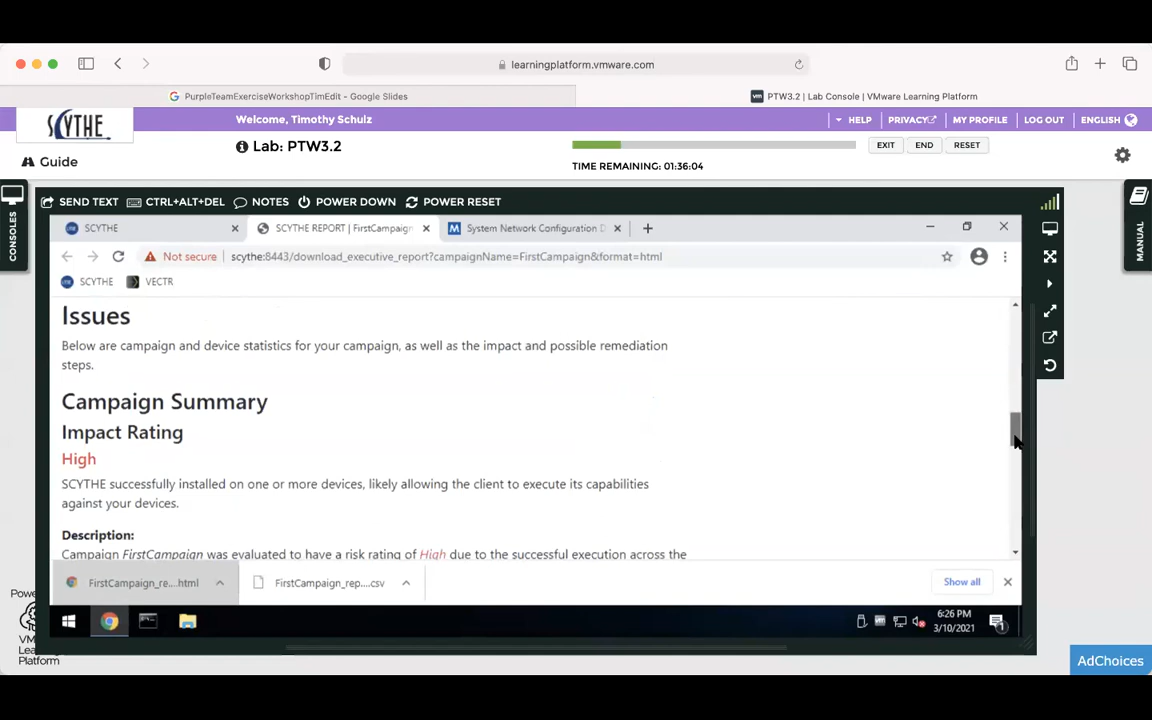 learningplatform.vmware.com
PurpleTeamExerciseWorkshopTimEdit - Google Slides
PTW3.2 | Lab Console | VMware Learning Platform
SCYTHE
Welcome, Timothy Schulz
HELP
PRIVACY
MY PROFILE
LOG OUT
ENGLISH
Guide
Lab: PTW3.2
EXIT
END
RESET
TIME REMAINING: 01:36:04
CONSOLES
MANUAL
SEND TEXT
CTRL+ALT+DEL
NOTES
POWER DOWN
POWER RESET
SCYTHE
SCYTHE REPORT | FirstCampaign
System Network Configuration D
Not secure
scythe:8443/download_executive_report?campaignName=FirstCampaign&format=html
SCYTHE
VECTR
Issues
Below are campaign and device statistics for your campaign, as well as the impact and possible remediation
steps.
Campaign Summary
Impact Rating
High
SCYTHE successfully installed on one or more devices, likely allowing the client to execute its capabilities
against your devices.
Description:
Campaign FirstCampaign was evaluated to have a risk rating of High due to the successful execution across the
FirstCampaign_re....html
FirstCampaign_rep....csv
Show all
6:26 PM
3/10/2021
1
Powe
VM
Lea
Platform
AdChoices